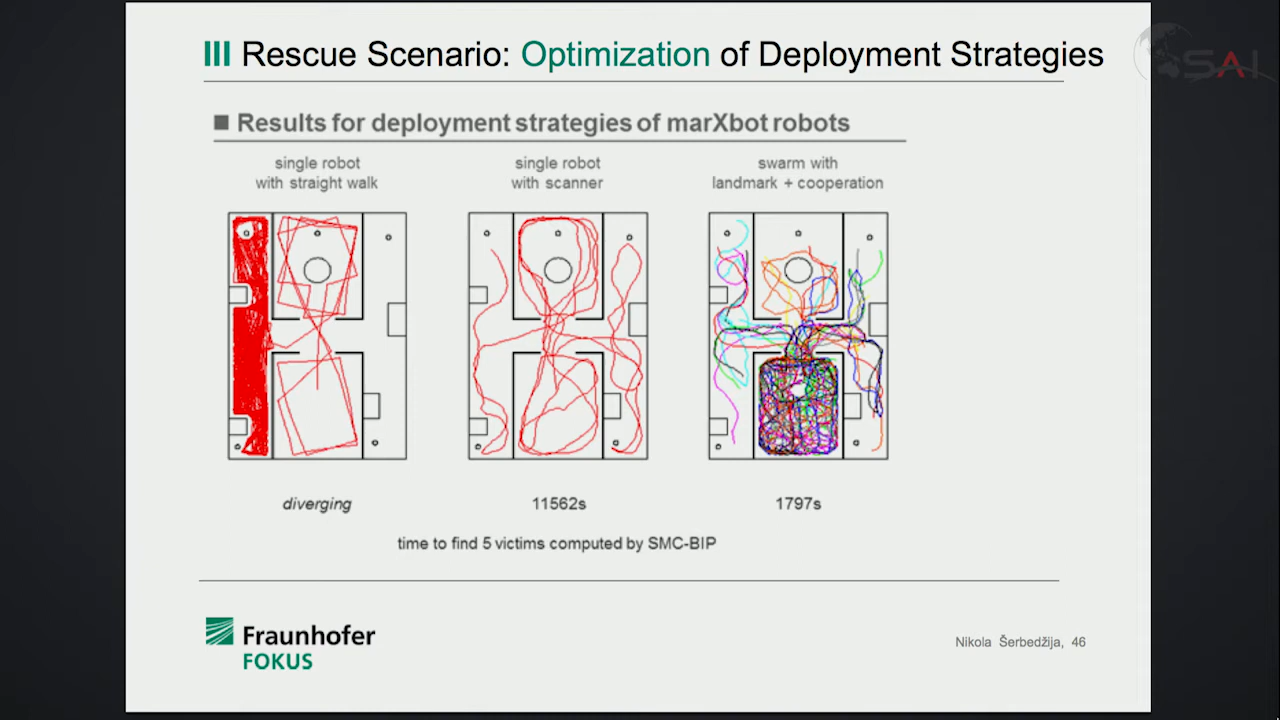 III Rescue Scenario: Optimization of Deployment Strategies
SAI
■ Results for deployment strategies of marXbot robots
single robot
with straight walk
single robot
with scanner
swarm with
landmark + cooperation
diverging
11562s
1797s
time to find 5 victims computed by SMC-BIP
Fraunhofer
FOKUS
Nikola Šerbedžija, 46